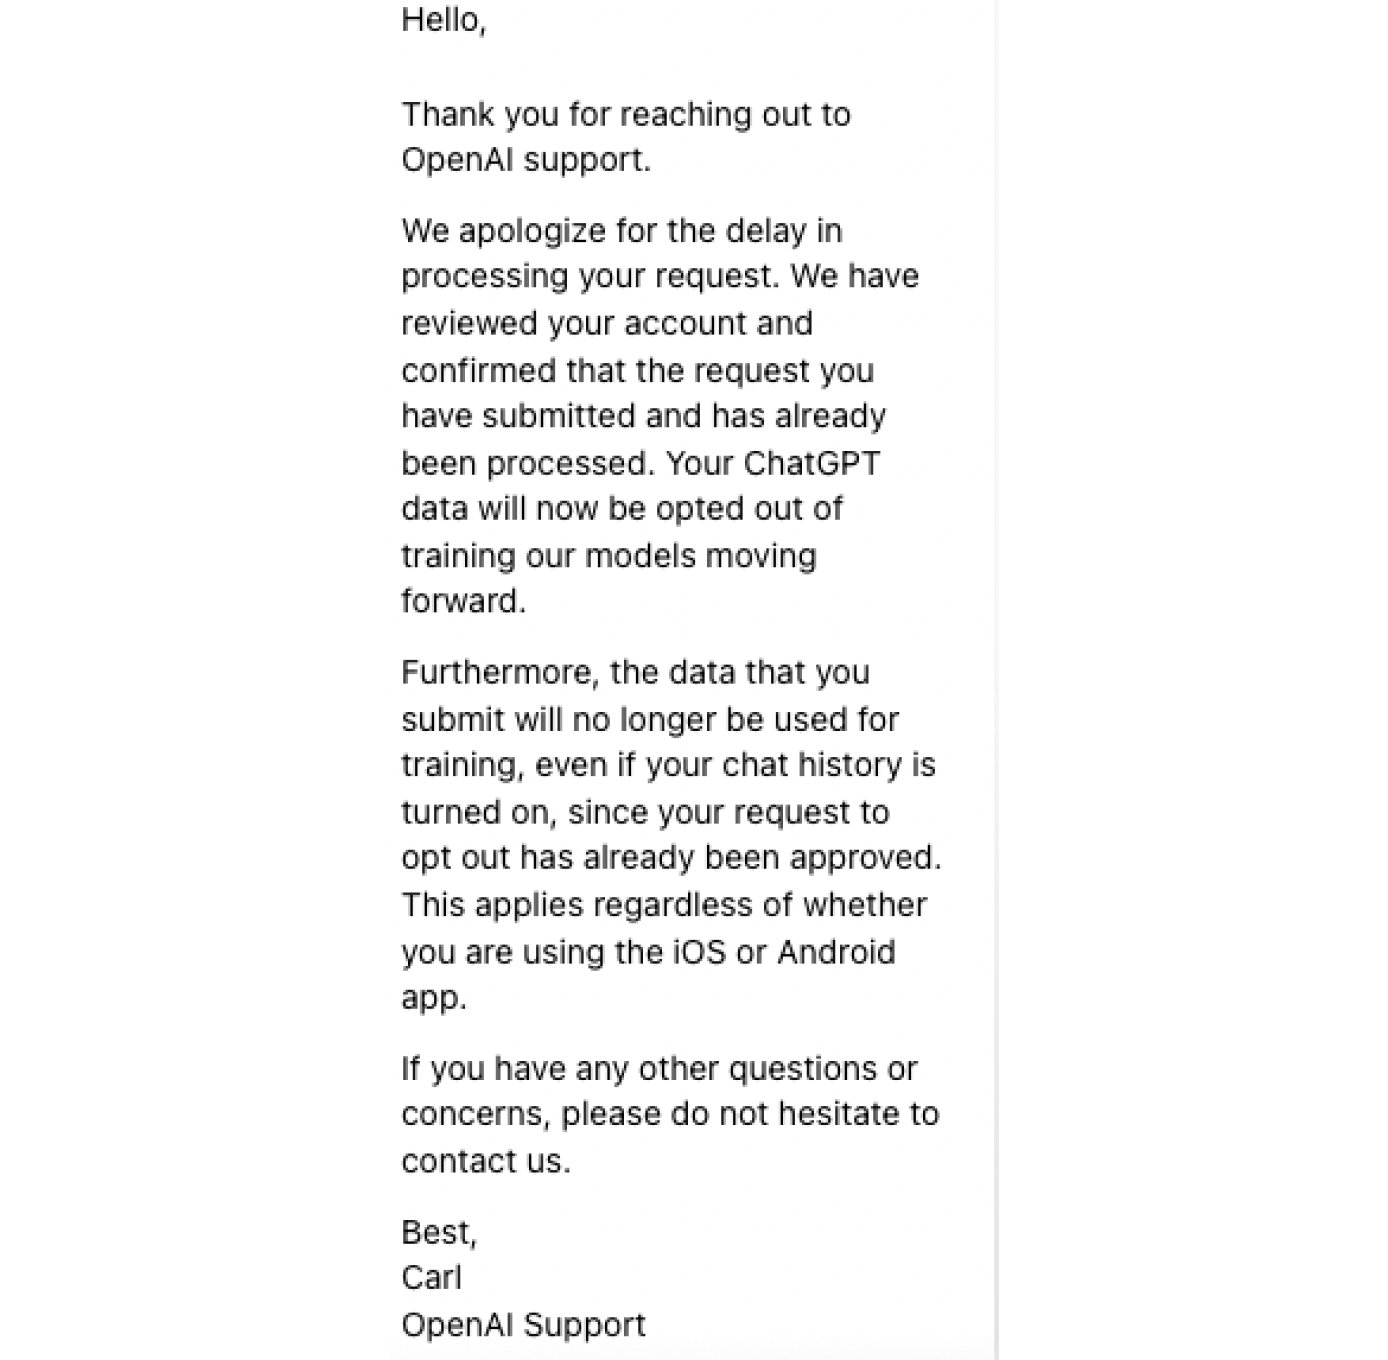 Hello,
Thank you for reaching out to
OpenAI support.
We apologize for the delay in
processing your request. We have
reviewed your account and
confirmed that the request you
have submitted and has already
been processed. Your ChatGPT
data will now be opted out of
training our models moving
forward.
Furthermore, the data that you
submit will no longer be used for
training, even if your chat history is
turned on, since your request to
opt out has already been approved.
This applies regardless of whether
you are using the iOS or Android
app.
If you have any other questions or
concerns, please do not hesitate to
contact us.
Best,
Carl
OpenAI Support